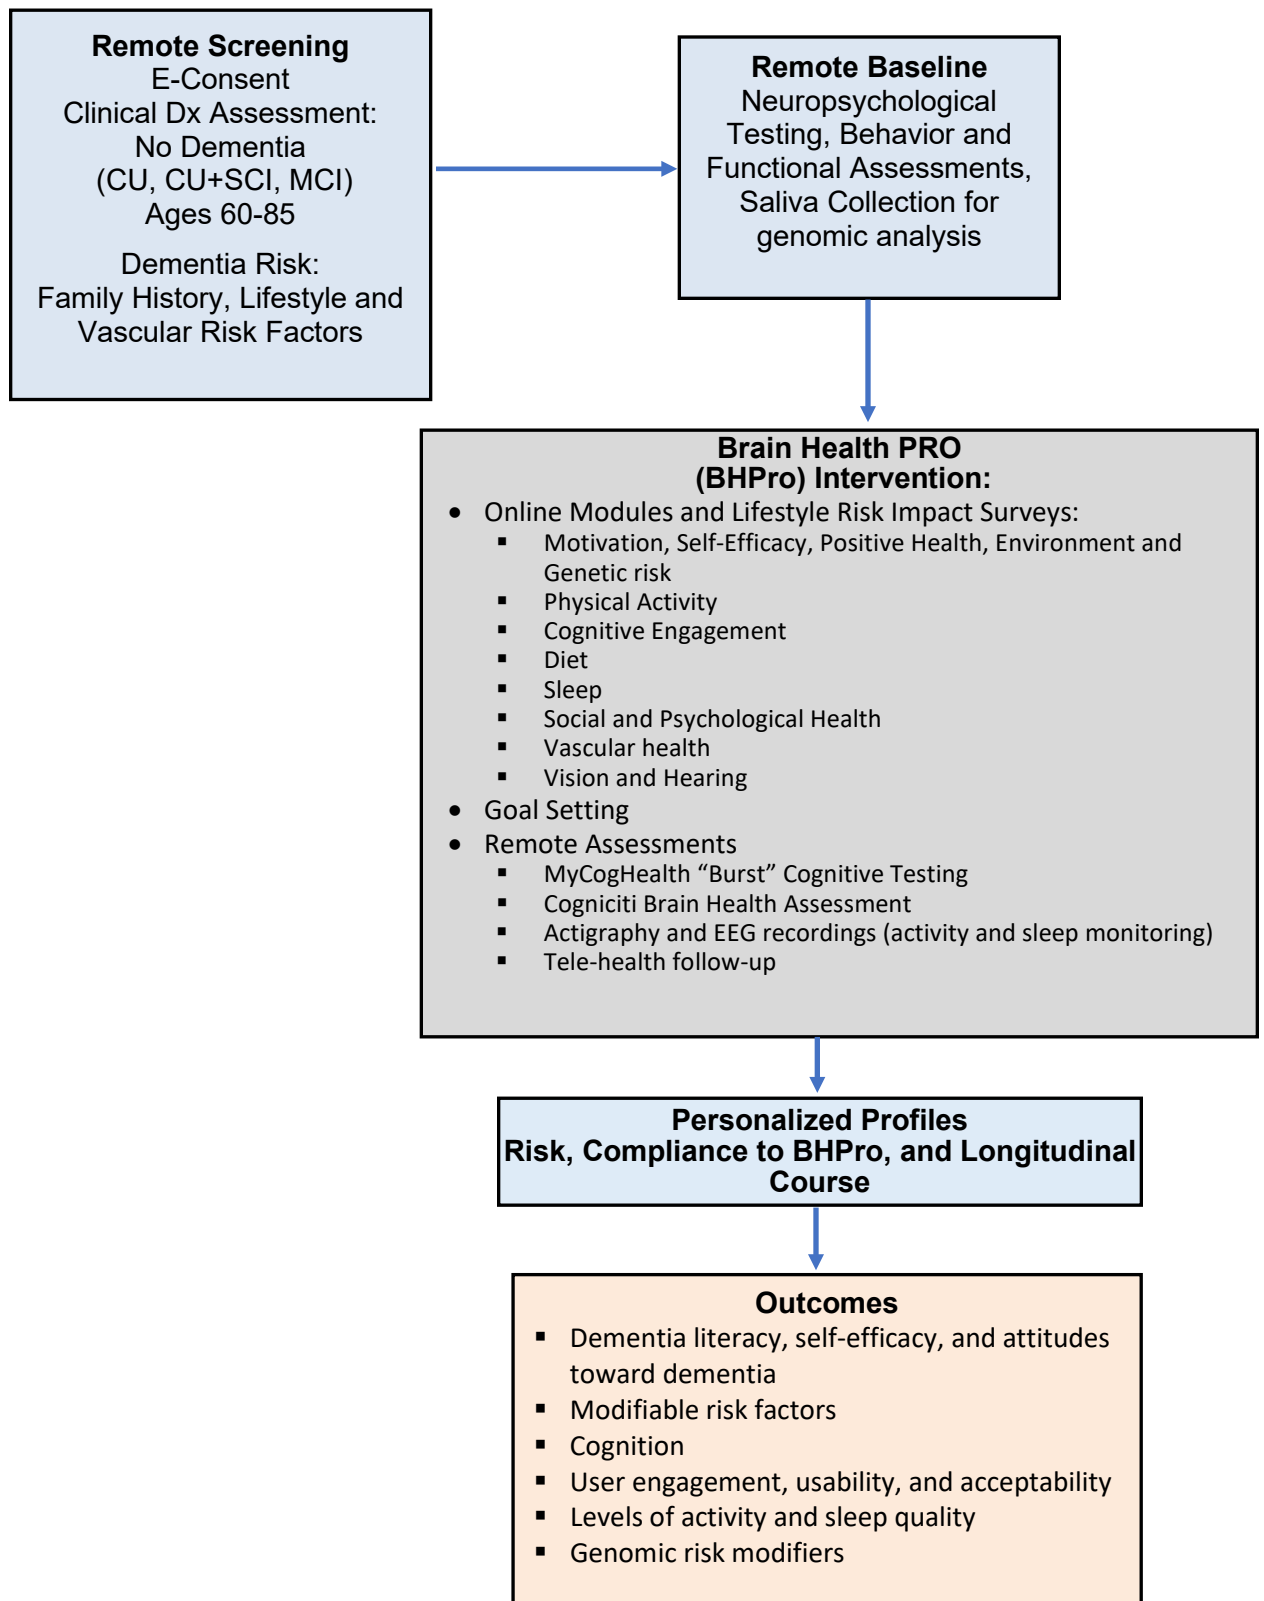 Remote Screening
E-Consent
Clinical Dx Assessment:
No Dementia
(CU, CU+SCI, MCI)
Ages 60-85
Dementia Risk:
Family History, Lifestyle and
Vascular Risk Factors
Remote Baseline
Neuropsychological
Testing, Behavior and
Functional Assessments,
Saliva Collection for
genomic analysis
Brain Health PRO
(BHPro) Intervention:
• Online Modules and Lifestyle Risk Impact Surveys:
▪ Motivation, Self-Efficacy, Positive Health, Environment and
Genetic risk
▪ Physical Activity
▪ Cognitive Engagement
▪ Diet
▪ Sleep
▪ Social and Psychological Health
▪ Vascular health
▪ Vision and Hearing
• Goal Setting
• Remote Assessments
▪ MyCogHealth “Burst” Cognitive Testing
▪ Cogniciti Brain Health Assessment
▪ Actigraphy and EEG recordings (activity and sleep monitoring)
▪ Tele-health follow-up
Personalized Profiles
Risk, Compliance to BHPro, and Longitudinal
Course
Outcomes
▪ Dementia literacy, self-efficacy, and attitudes
toward dementia
▪ Modifiable risk factors
▪ Cognition
▪ User engagement, usability, and acceptability
▪ Levels of activity and sleep quality
▪ Genomic risk modifiers